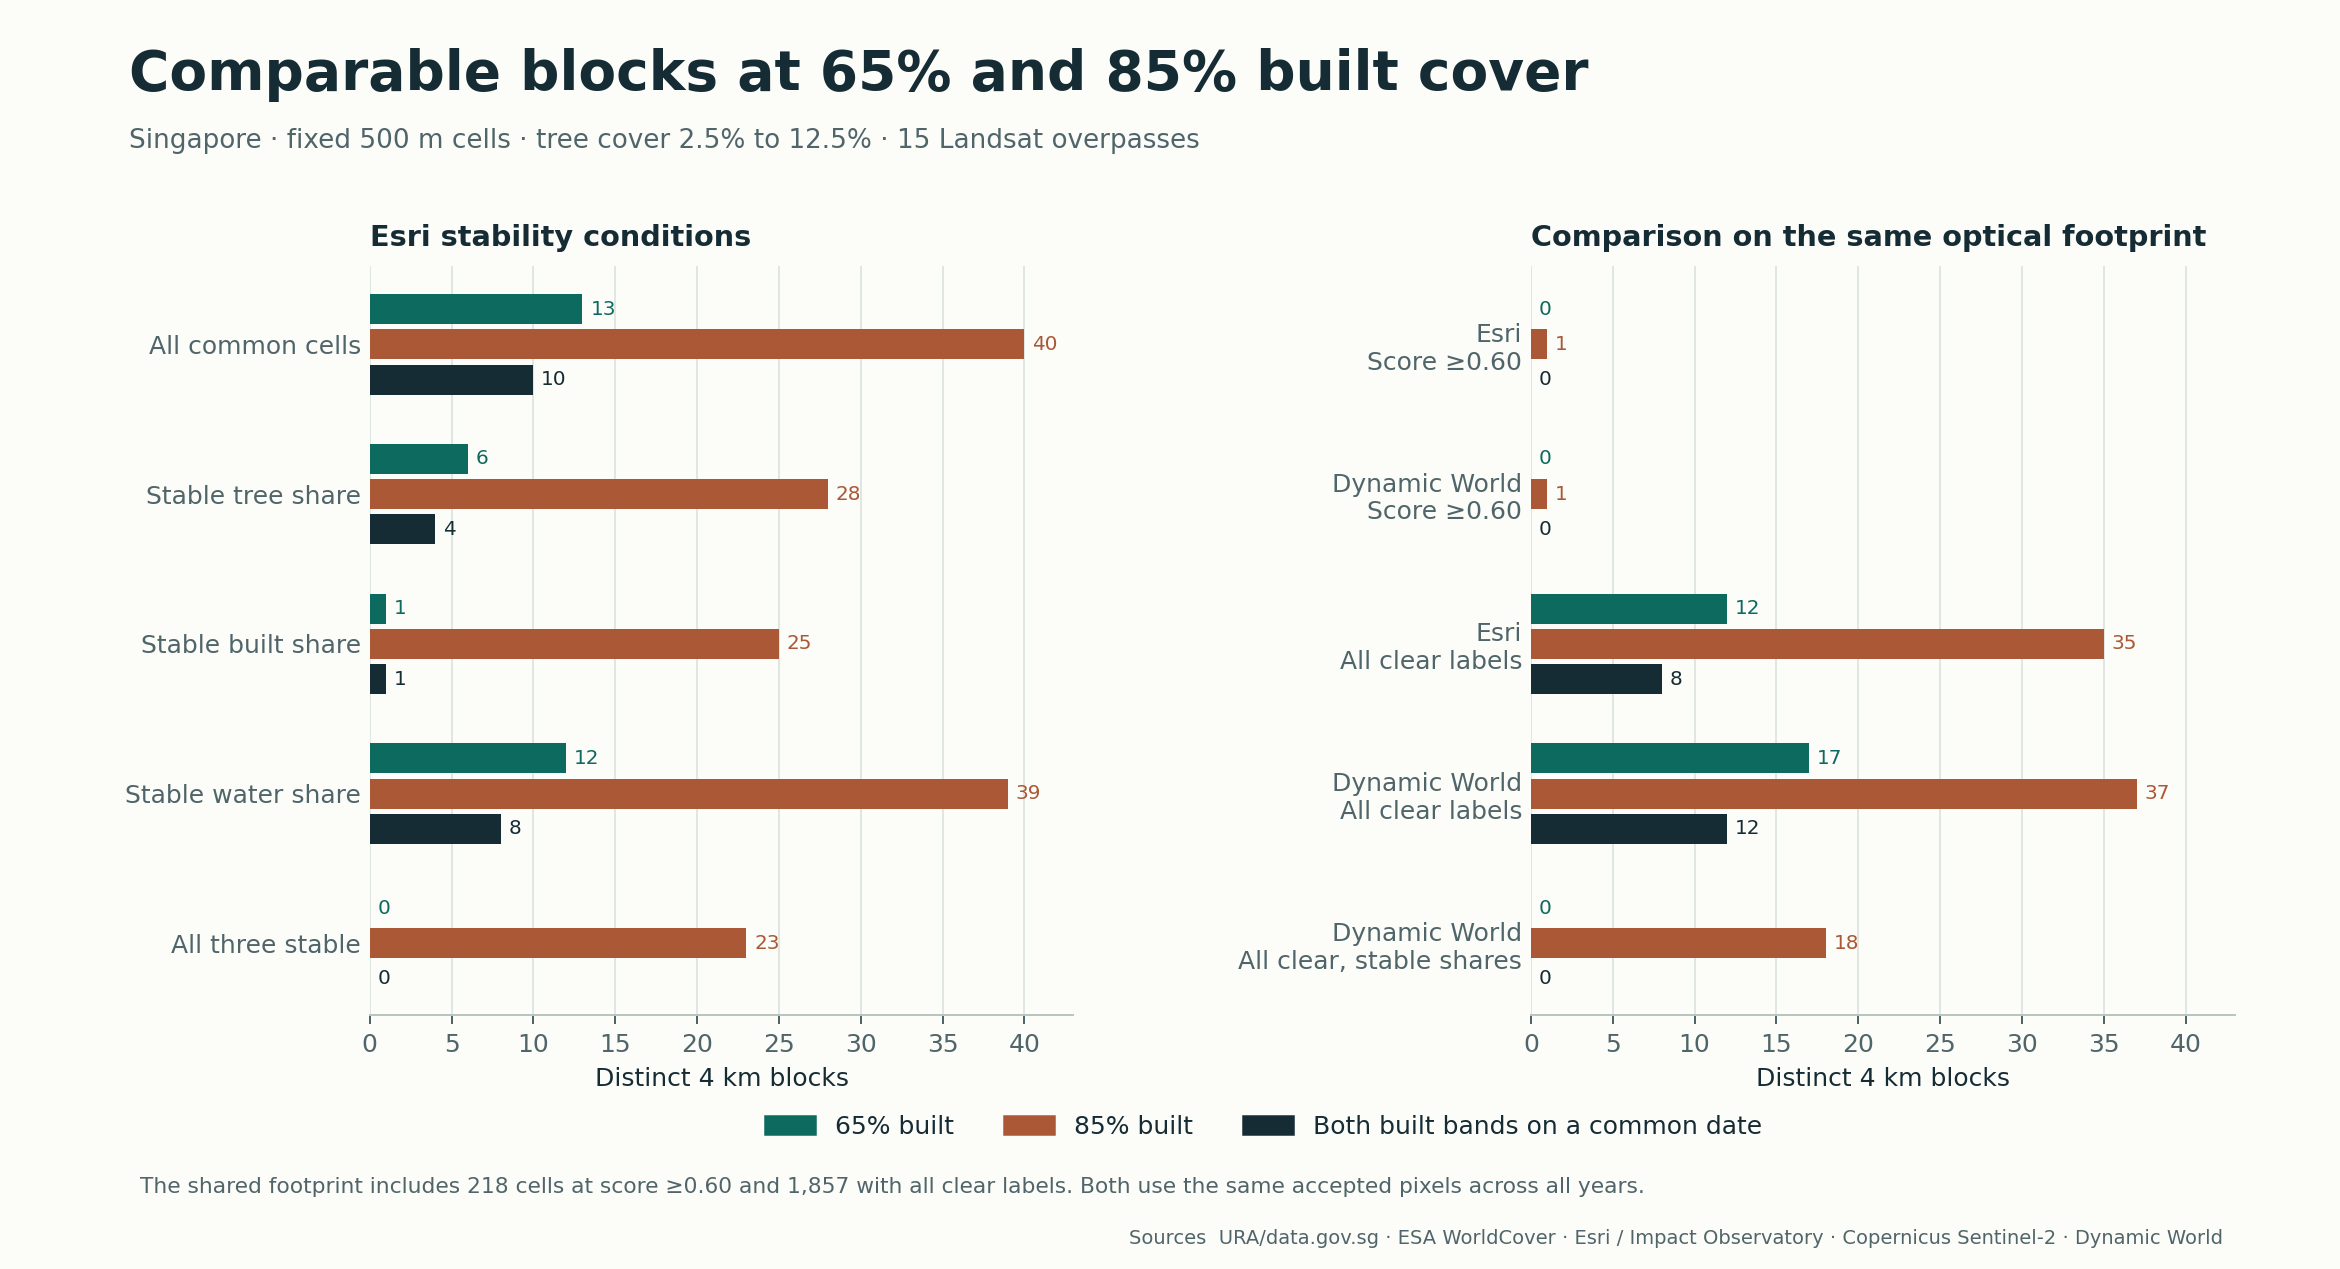 Comparable blocks at 65% and 85% built cover
Singapore · fixed 500 m cells · tree cover 2.5% to 12.5% · 15 Landsat overpasses
Esri stability conditions
All common cells
13
40
10
Stable tree share
6
28
4
Stable built share
1
25
1
Stable water share
12
39
8
All three stable
0
23
0
0 5 10 15 20 25 30 35 40
Distinct 4 km blocks
Comparison on the same optical footprint
Esri
Score ≥0.60
0
1
0
Dynamic World
Score ≥0.60
0
1
0
Esri
All clear labels
12
35
8
Dynamic World
All clear labels
17
37
12
Dynamic World
All clear, stable shares
0
18
0
0 5 10 15 20 25 30 35 40
Distinct 4 km blocks
65% built 85% built Both built bands on a common date
The shared footprint includes 218 cells at score ≥0.60 and 1,857 with all clear labels. Both use the same accepted pixels across all years.
Sources URA/data.gov.sg · ESA WorldCover · Esri / Impact Observatory · Copernicus Sentinel-2 · Dynamic World